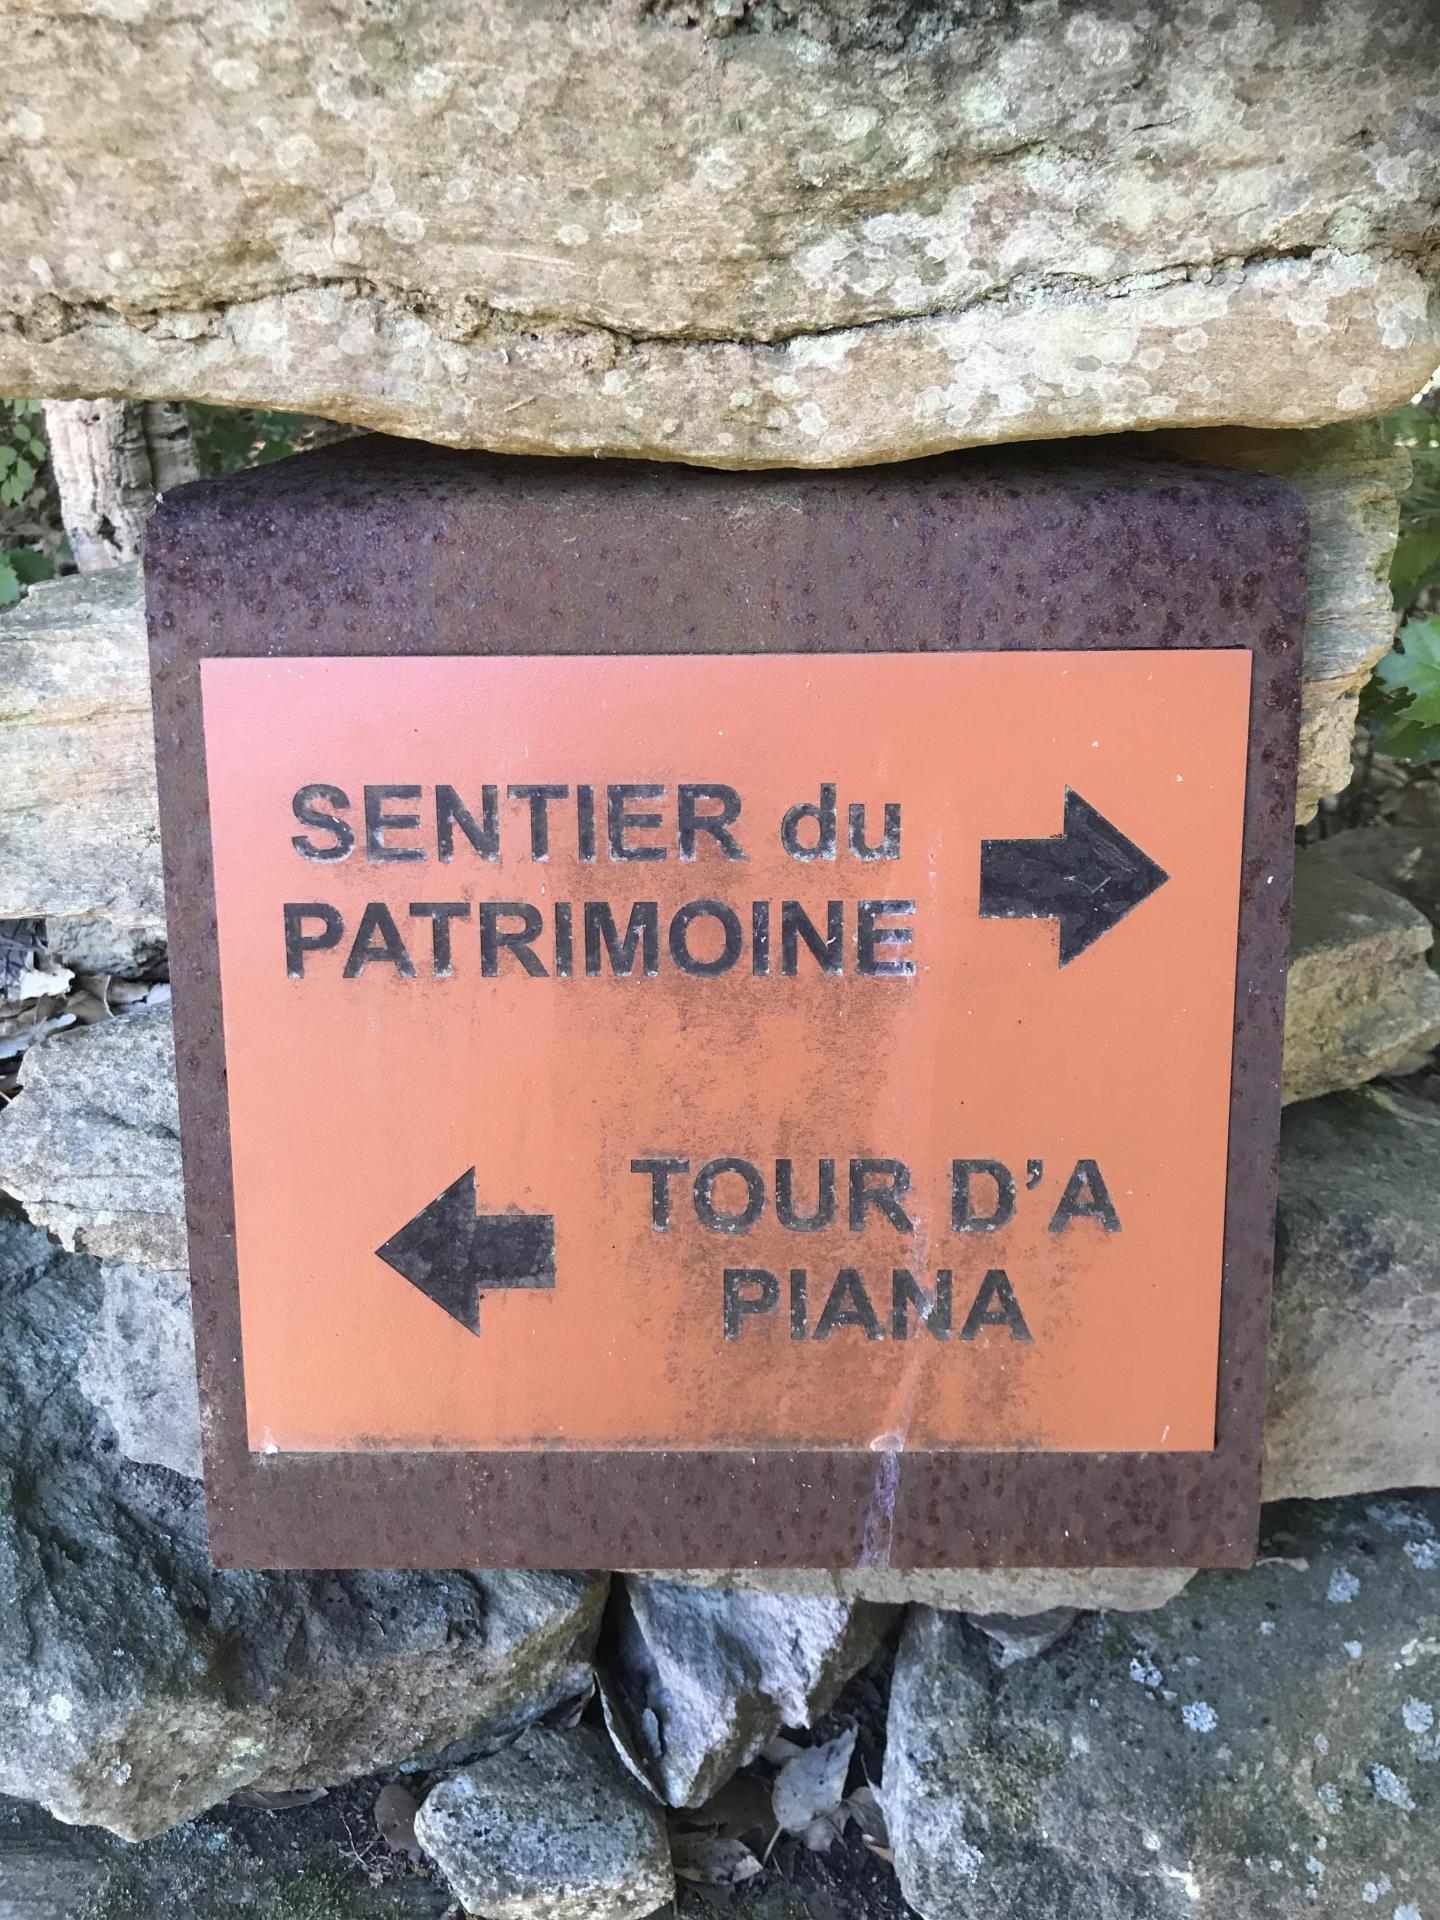 SENTIER du
PATRIMOINE
TOUR D'A
PIANA